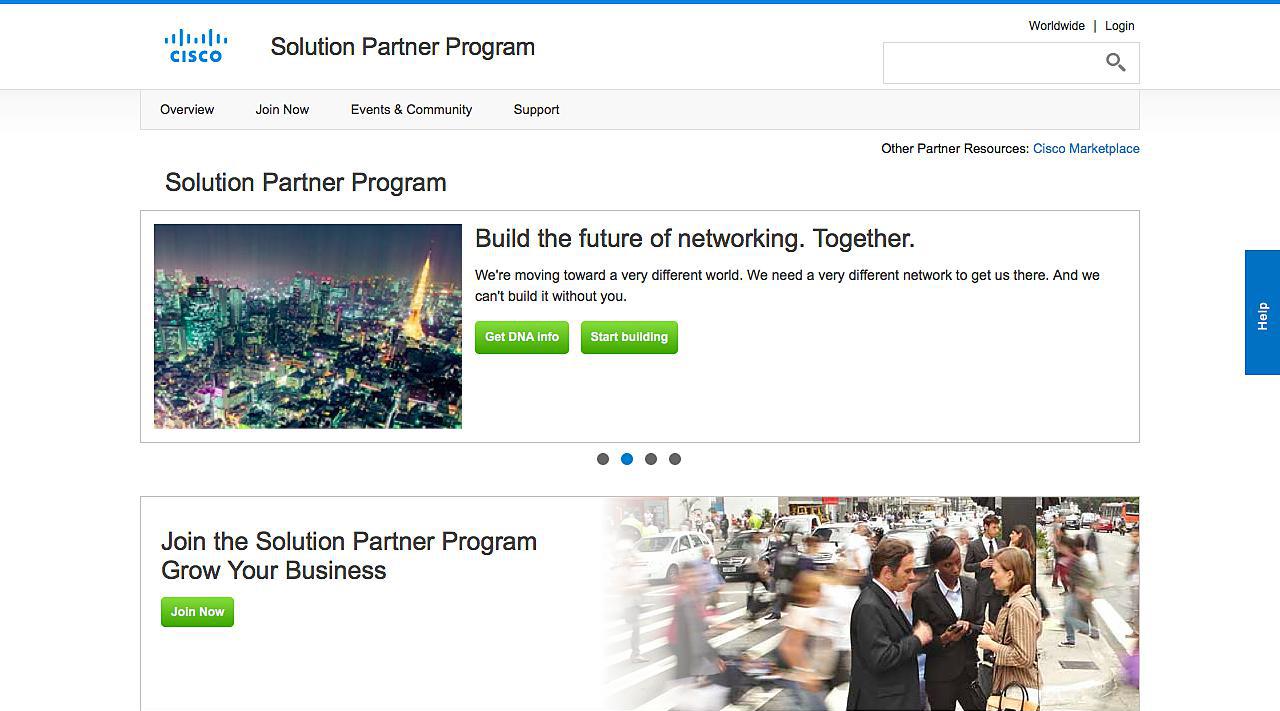 Worldwide | Login
CISCO
Solution Partner Program
Overview
Join Now
Events & Community
Support
Other Partner Resources: Cisco Marketplace
Solution Partner Program
Build the future of networking. Together.
We're moving toward a very different world. We need a very different network to get us there. And we
can't build it without you.
Get DNA info
Start building
Help
Join the Solution Partner Program
Grow Your Business
Join Now